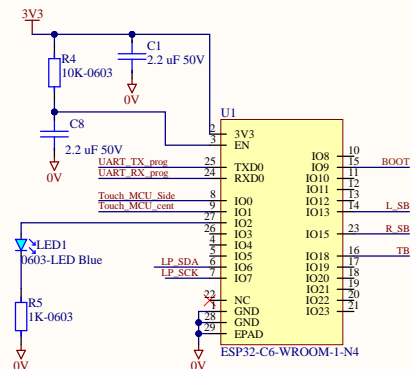 3V3
R4
10K-0603
C1
2.2 uF 50V
0V
C8
2.2 uF 50V
0V
U1
2 3V3
3 EN
UART_TX_prog 25 TXD0
UART_RX_prog 24 RXD0
Touch_MCU_Side 8 IO0
Touch_MCU_cent 9 IO1
27 IO2
26 IO3
4 IO4
5 IO5
LP_SDA 6 IO6
LP_SCK 7 IO7
22 NC
1 GND
28 GND
29 EPAD
IO8 10
IO9 15 BOOT
IO10 11
IO11 12
IO12 13
IO13 14 L_SB
IO15 23 R_SB
IO18 16 TB
IO19 17
IO20 18
IO21 19
IO22 20
IO23 21
ESP32-C6-WROOM-1-N4
LED1
0603-LED Blue
R5
1K-0603
0V
0V